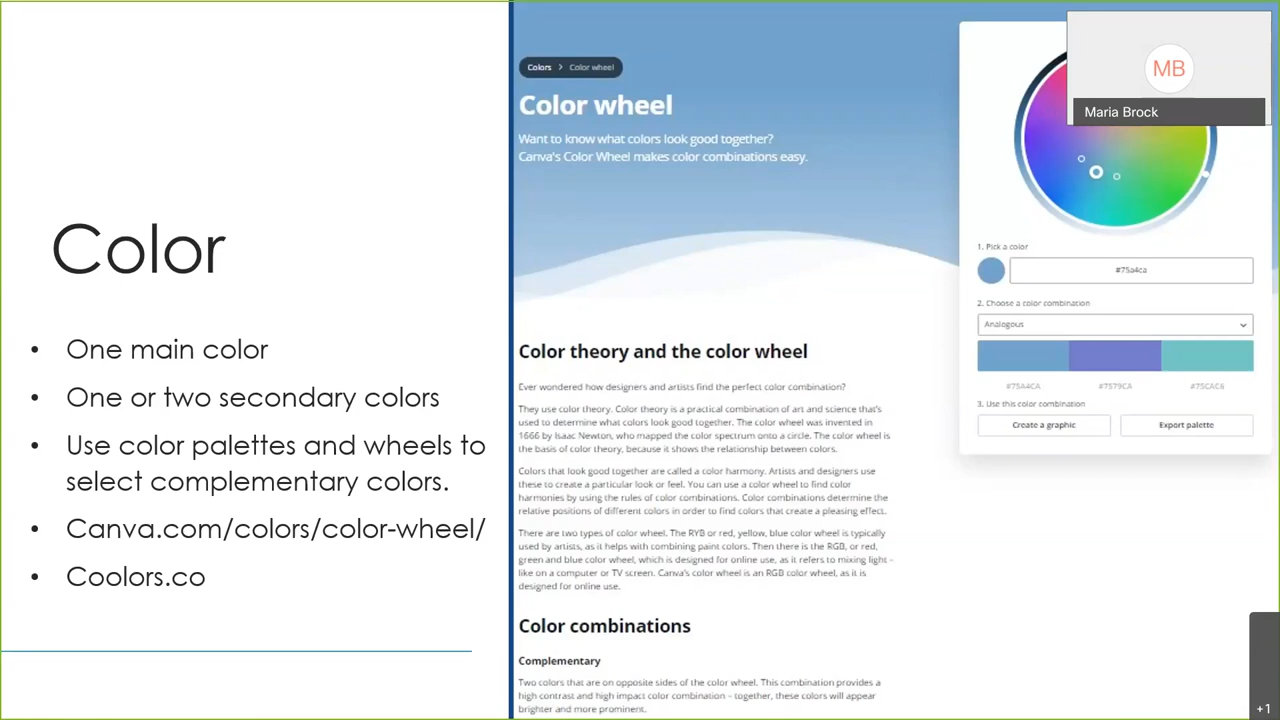 Color
• One main color
• One or two secondary colors
• Use color palettes and wheels to
select complementary colors.
• Canva.com/colors/color-wheel/
• Coolors.co
Colors > Color wheel
Color wheel
Want to know what colors look good together?
Canva's Color Wheel makes color combinations easy.
Color theory and the color wheel
Ever wondered how designers and artists find the perfect color combination?
They use color theory. Color theory is a practical combination of art and science that's
used to determine what colors look good together. The color wheel was invented in
1666 by Isaac Newton, who mapped the color spectrum onto a circle. The color wheel is
the basis of color theory, because it shows the relationship between colors.
Colors that look good together are called a color harmony. Artists and designers use
these to create a particular look or feel. You can use a color wheel to find color
harmonies by using the rules of color combinations. Color combinations determine the
relative positions of different colors in order to find colors that create a pleasing effect.
There are two types of color wheel. The RYB or red, yellow, blue color wheel is typically
used by artists, as it helps with combining paint colors. Then there is the RGB, or red,
green and blue color wheel, which is designed for online use, as it refers to mixing light –
like on a computer or TV screen. Canva's color wheel is an RGB color wheel, as it is
designed for online use.
Color combinations
Complementary
Two colors that are on opposite sides of the color wheel. This combination provides a
high contrast and high impact color combination – together, these colors will appear
brighter and more prominent.
MB
Maria Brock
1. Pick a color
#75a4ca
2. Choose a color combination
Analogous
#75A4CA #7579CA #75CAC6
3. Use this color combination
Create a graphic Export palette
+1